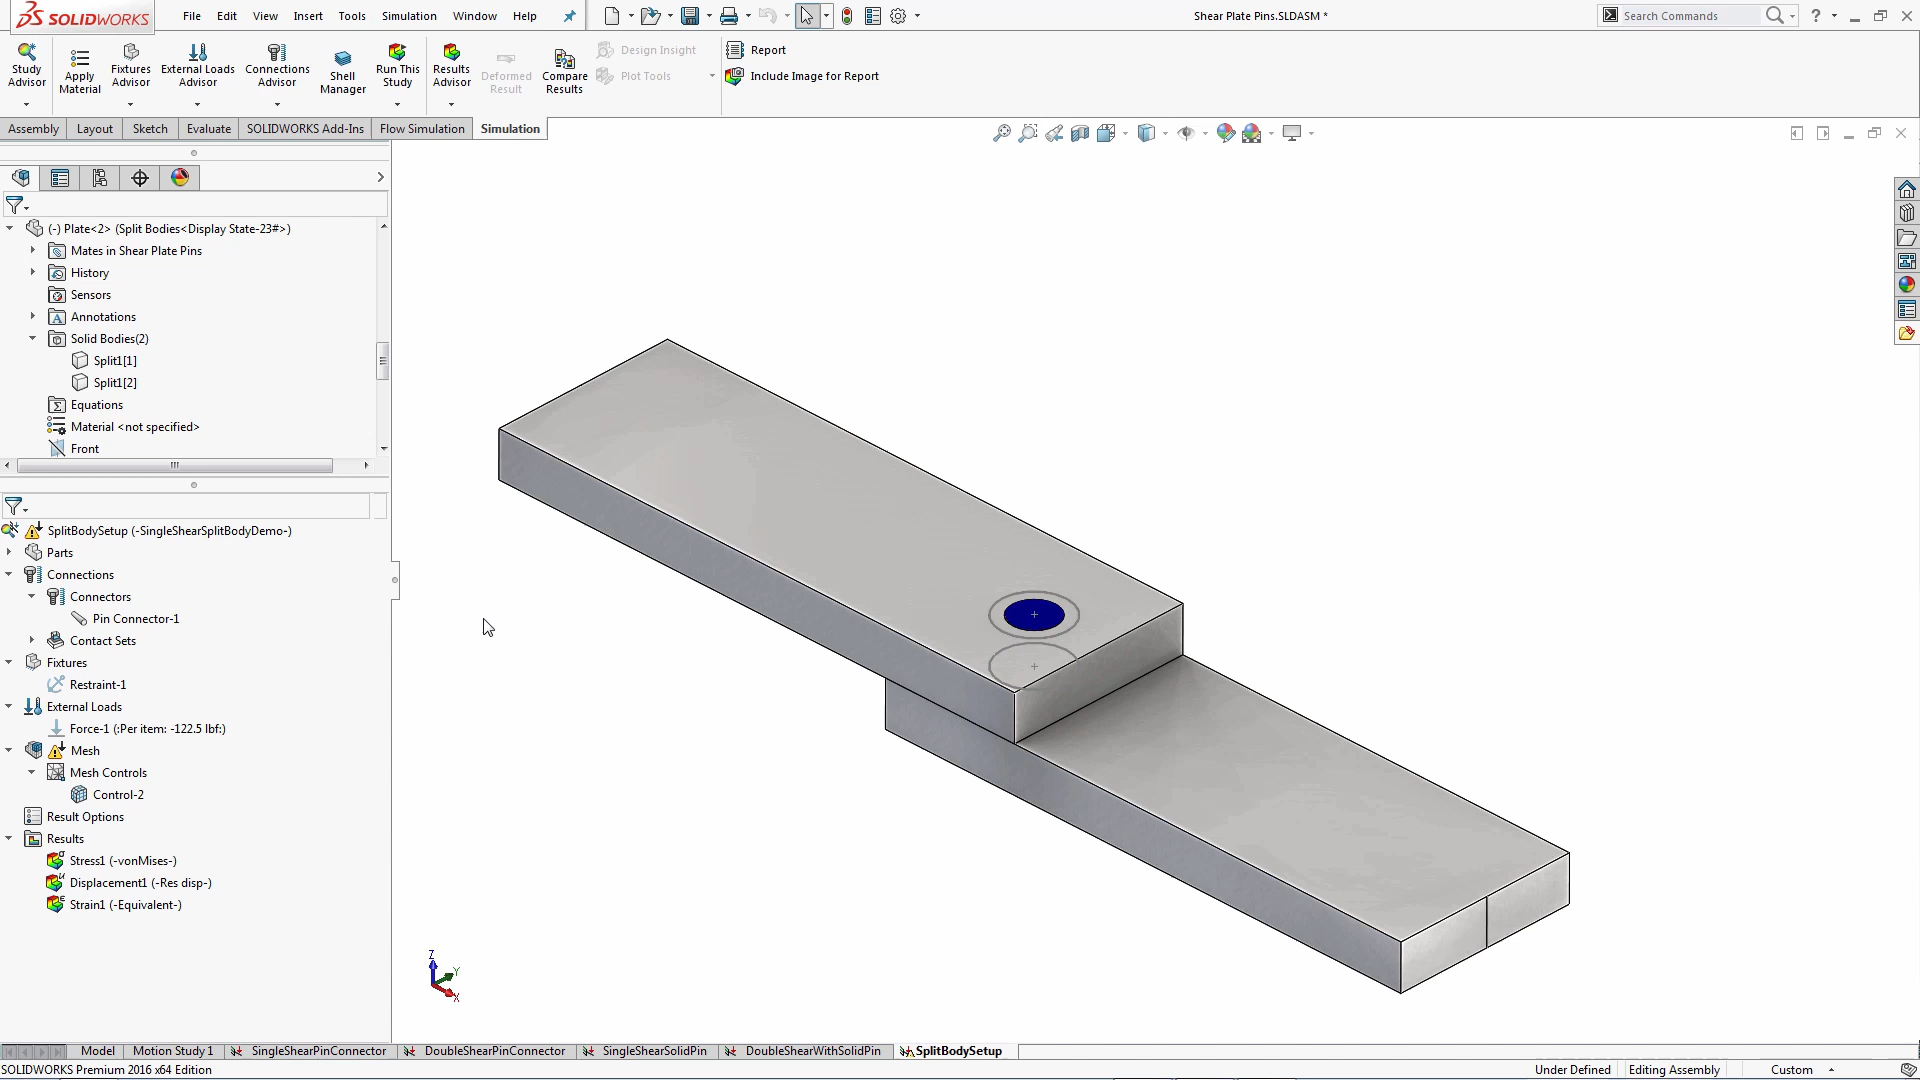 SOLIDWORKS
File Edit View Insert Tools Simulation Window Help
Shear Plate Pins.SLDASM *
Search Commands
Study Advisor
Apply Material
Fixtures Advisor
External Loads Advisor
Connections Advisor
Shell Manager
Run This Study
Results Advisor
Deformed Result
Compare Results
Design Insight
Plot Tools
Report
Include Image for Report
Assembly Layout Sketch Evaluate SOLIDWORKS Add-Ins Flow Simulation Simulation
(-) Plate<2> (Split Bodies<Display State-23#>)
Mates in Shear Plate Pins
History
Sensors
Annotations
Solid Bodies(2)
Split1[1]
Split1[2]
Equations
Material <not specified>
Front
SplitBodySetup (-SingleShearSplitBodyDemo-)
Parts
Connections
Connectors
Pin Connector-1
Contact Sets
Fixtures
Restraint-1
External Loads
Force-1 (:Per item: -122.5 lbf:)
Mesh
Mesh Controls
Control-2
Result Options
Results
Stress1 (-vonMises-)
Displacement1 (-Res disp-)
Strain1 (-Equivalent-)
Z
Y
X
Model Motion Study 1 SingleShearPinConnector DoubleShearPinConnector SingleShearSolidPin DoubleShearWithSolidPin SplitBodySetup
SOLIDWORKS Premium 2016 x64 Edition
Under Defined Editing Assembly Custom